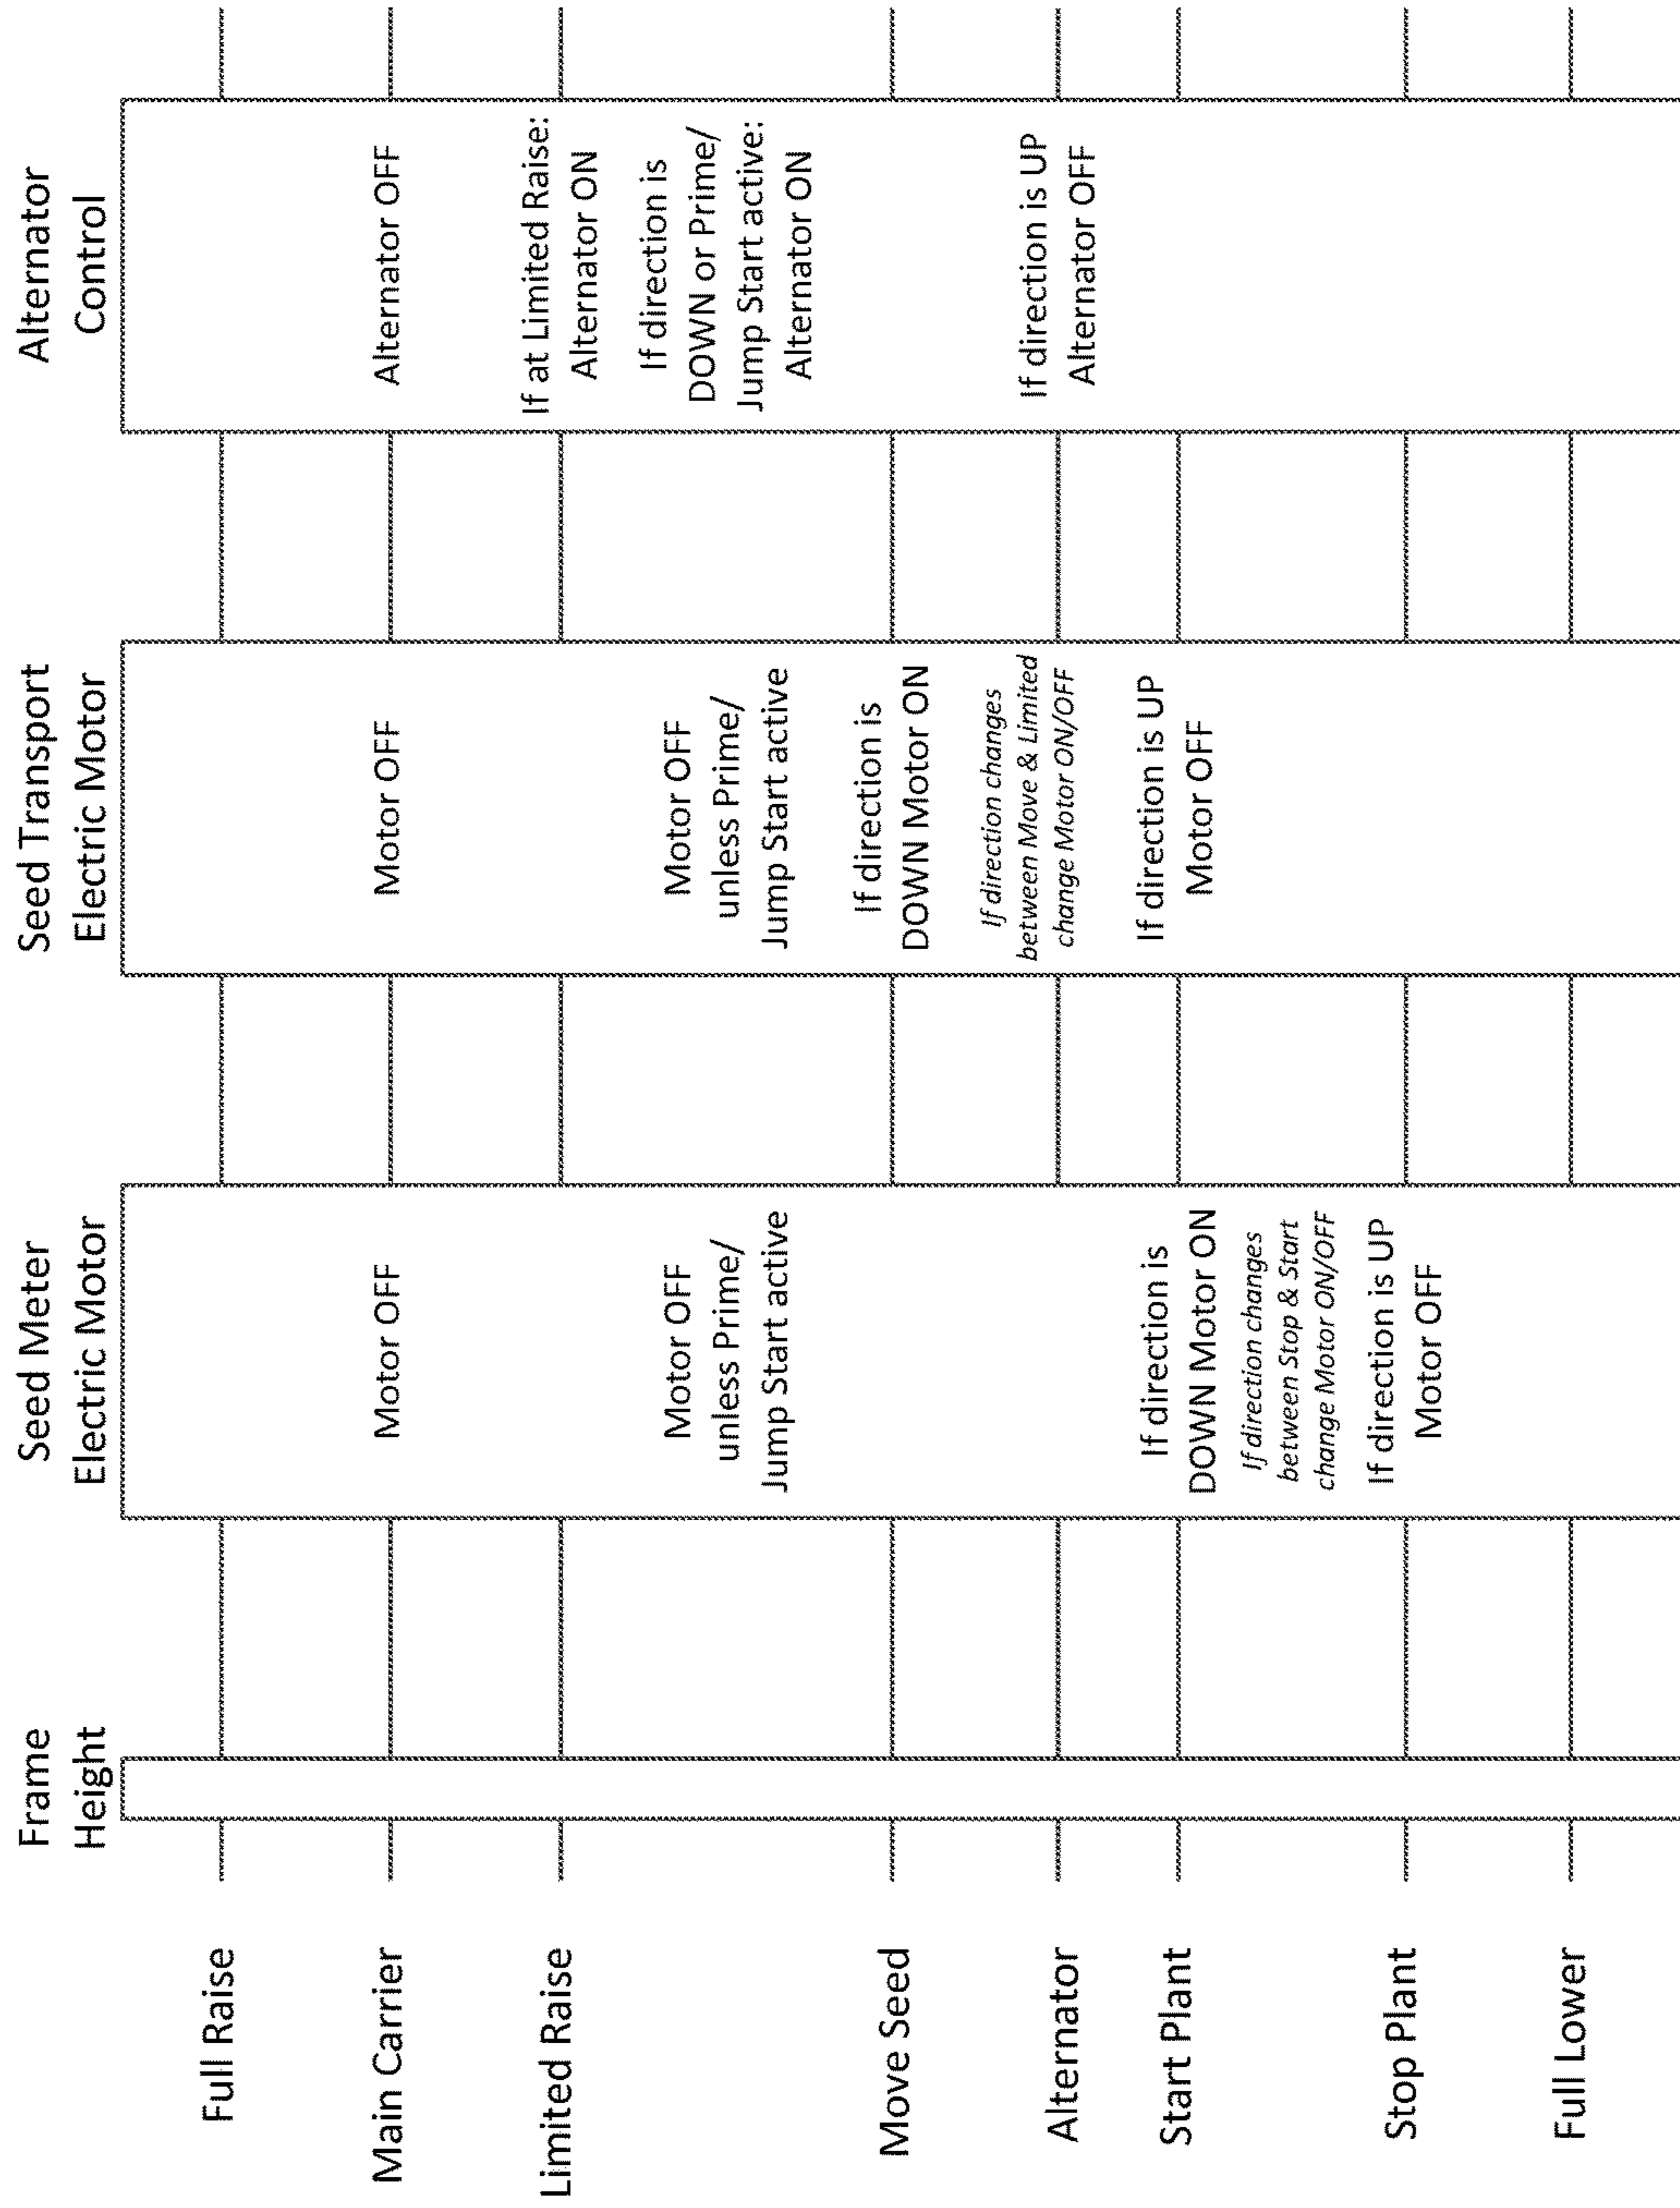 Frame
Height
Seed Meter
Electric Motor
Seed Transport
Electric Motor
Alternator
Control
Full Raise
Main Carrier
Limited Raise
Move Seed
Alternator
Start Plant
Stop Plant
Full Lower
Motor OFF
Motor OFF
unless Prime/
Jump Start active
If direction is
DOWN Motor ON
If direction changes
between Stop & Start
change Motor ON/OFF
If direction is UP
Motor OFF
Motor OFF
Motor OFF
unless Prime/
Jump Start active
If direction is
DOWN Motor ON
If direction changes
between Move & Limited
change Motor ON/OFF
If direction is UP
Motor OFF
Alternator OFF
If at Limited Raise:
Alternator ON
If direction is
DOWN or Prime/
Jump Start active:
Alternator ON
If direction is UP
Alternator OFF